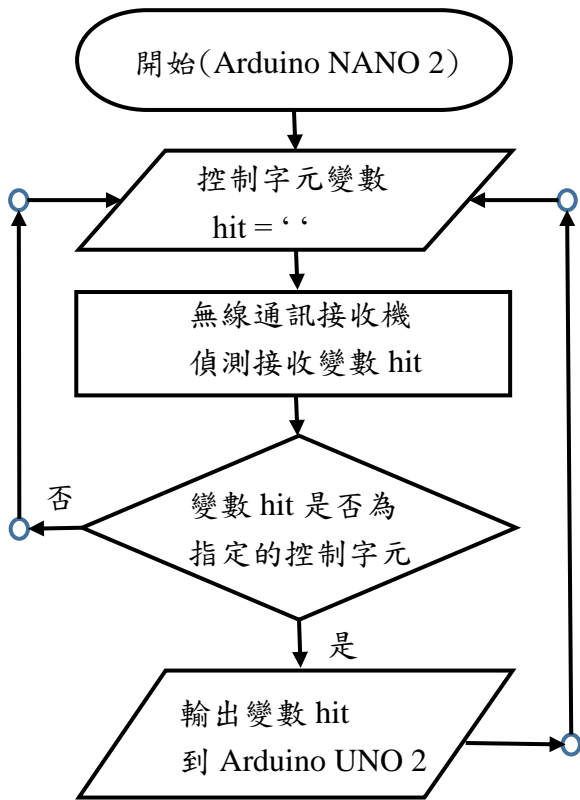 開始(Arduino NANO 2)
控制字元變數
hit = ‘ ‘
無線通訊接收機
偵測接收變數 hit
否
變數 hit 是否為
指定的控制字元
是
輸出變數 hit
到 Arduino UNO 2